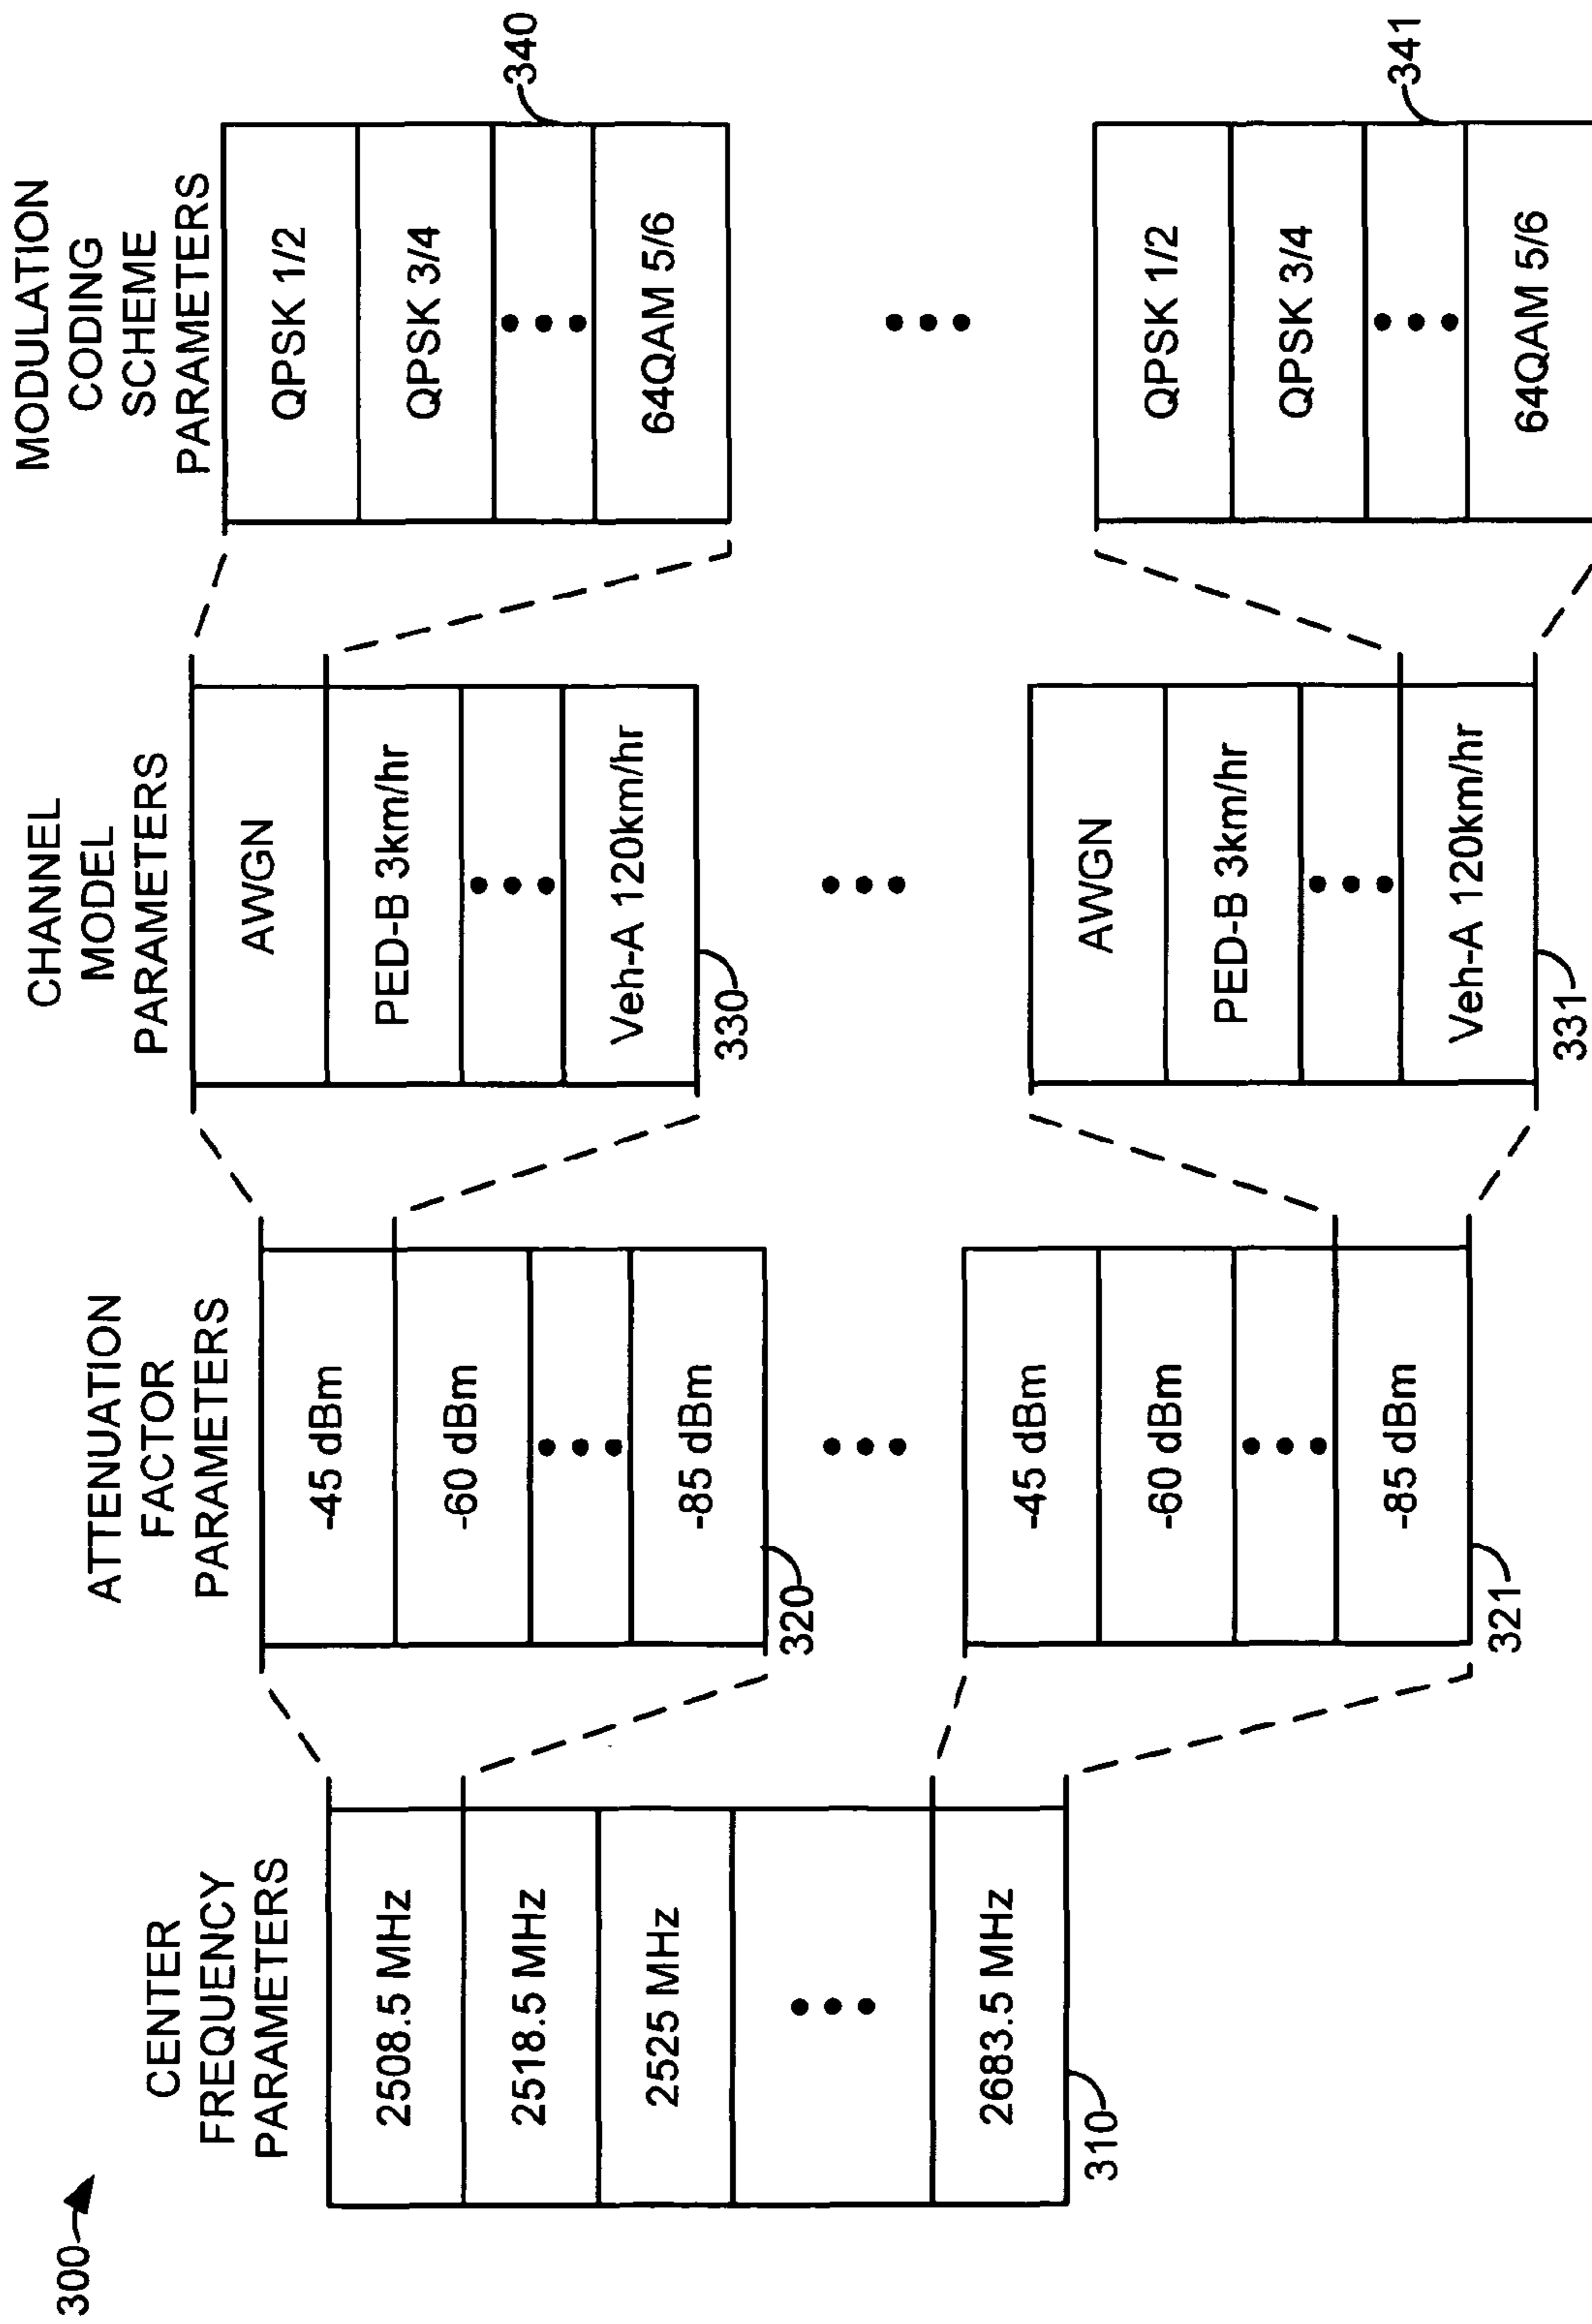 300
CENTER
FREQUENCY
PARAMETERS
2508.5 MHz
2518.5 MHz
2525 MHz
2683.5 MHz
310
ATTENUATION
FACTOR
PARAMETERS
-45 dBm
-60 dBm
-85 dBm
320
-45 dBm
-60 dBm
-85 dBm
321
CHANNEL
MODEL
PARAMETERS
AWGN
PED-B 3km/hr
Veh-A 120km/hr
330
AWGN
PED-B 3km/hr
Veh-A 120km/hr
331
MODULATION
CODING
SCHEME
PARAMETERS
QPSK 1/2
QPSK 3/4
64QAM 5/6
340
QPSK 1/2
QPSK 3/4
64QAM 5/6
341